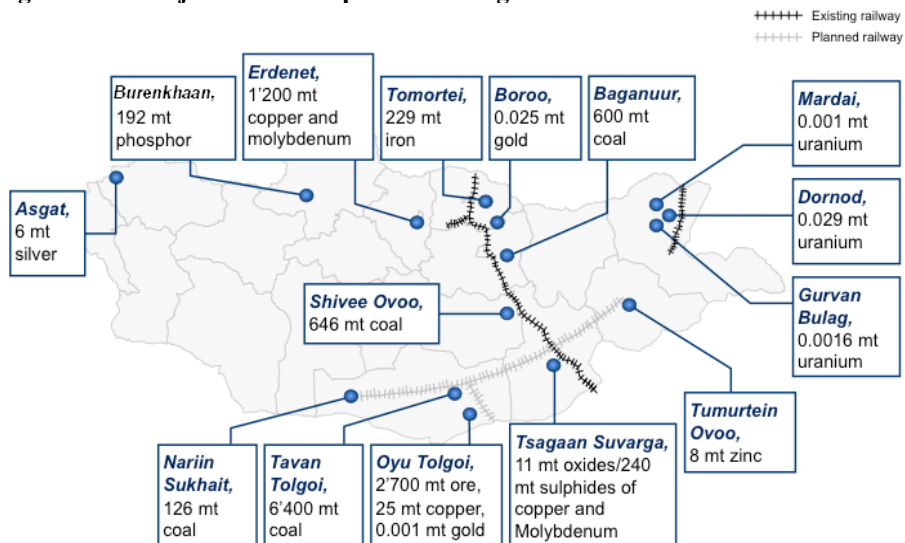 Existing railway
Planned railway
Erdenet,
1'200 mt
copper and
molybdenum
Burenkhaan,
192 mt
phosphor
Tomortei,
229 mt
iron
Boroo,
0.025 mt
gold
Baganuur,
600 mt
coal
Mardai,
0.001 mt
uranium
Asgat,
6 mt
silver
Dornod,
0.029 mt
uranium
Shivee Ovoo,
646 mt coal
Gurvan
Bulag,
0.0016 mt
uranium
Nariin
Sukhait,
126 mt
coal
Tavan
Tolgoi,
6'400 mt
coal
Oyu Tolgoi,
2'700 mt ore,
25 mt copper,
0.001 mt gold
Tsagaan Suvarga,
11 mt oxides/240
mt sulphides of
copper and
Molybdenum
Tumurtein
Ovoo,
8 mt zinc